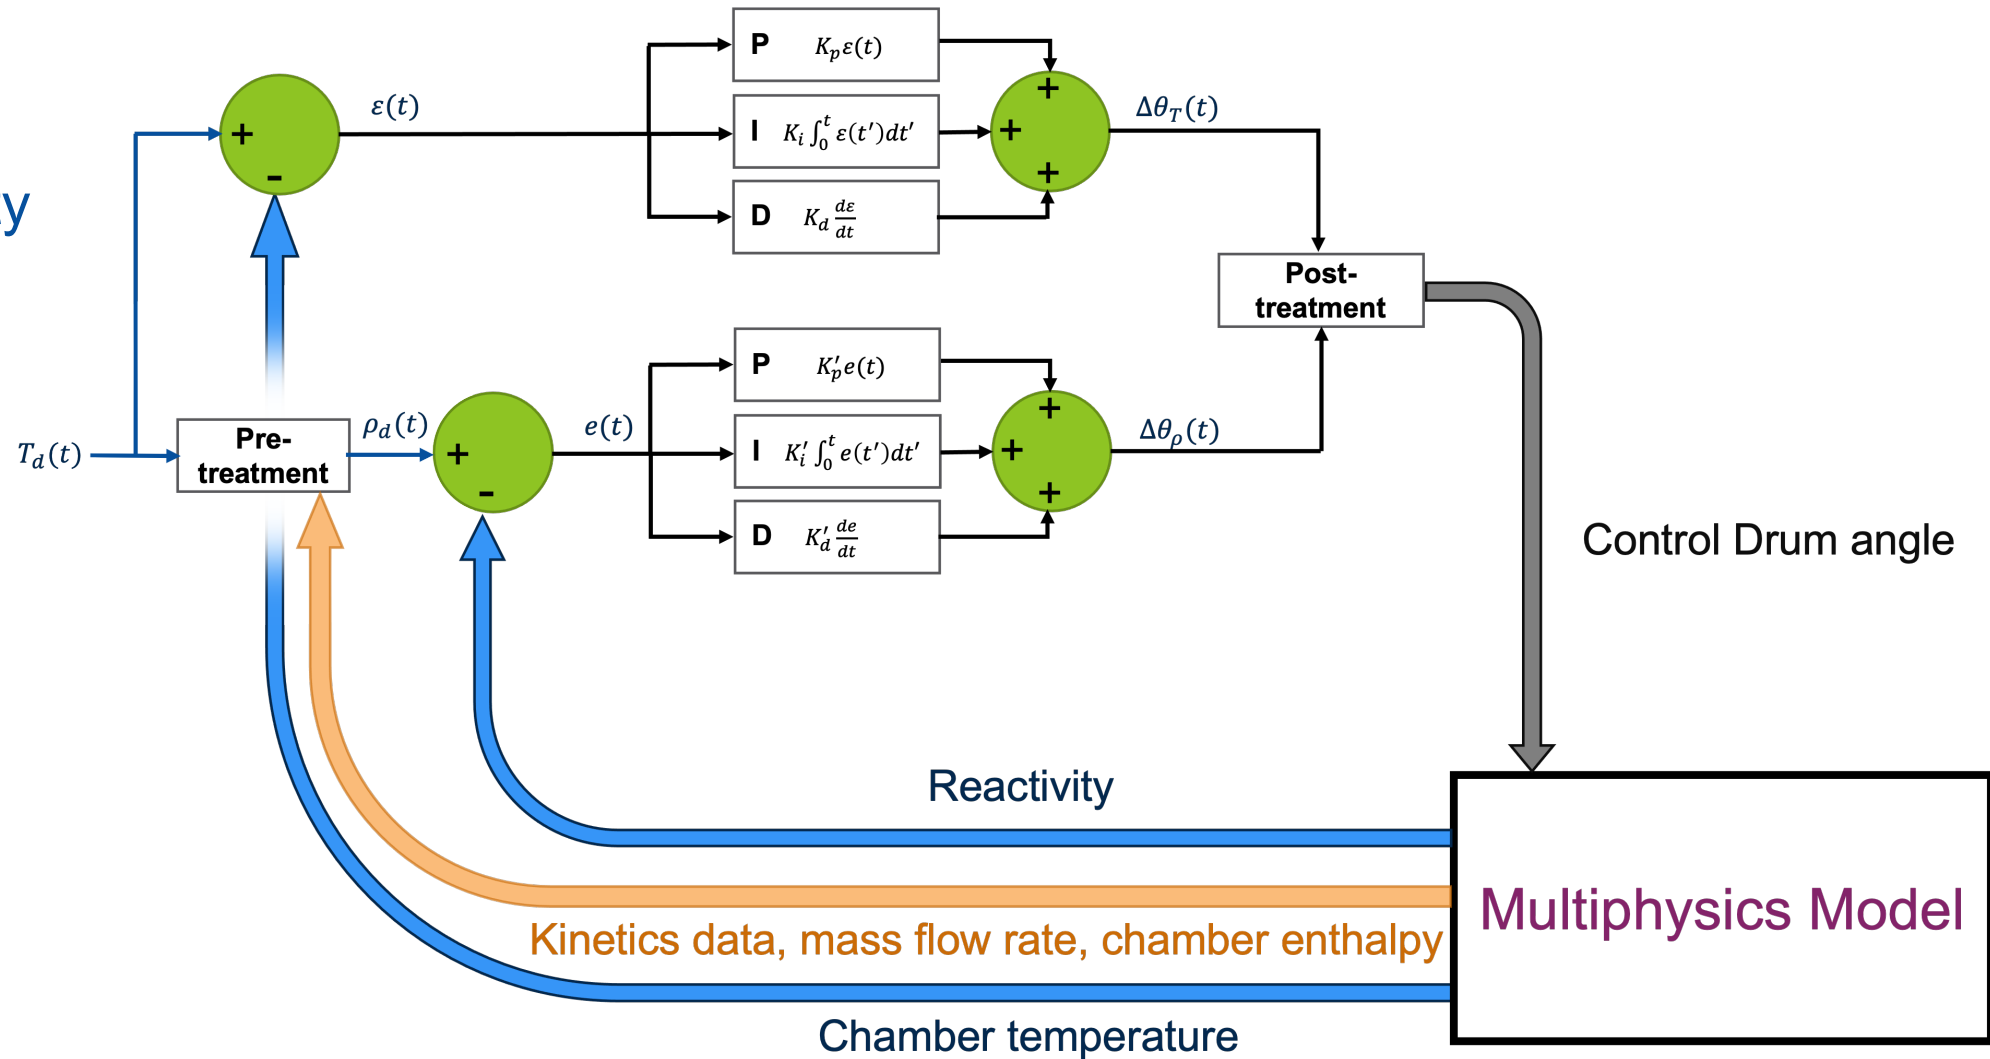 P K_p ε(t)
+
ε(t)
Δθ_T(t)
+
I K_i ∫_0^t ε(t′)dt′
+
-
+
D K_d dε/dt
Post-
treatment
P K′_p e(t)
+
T_d(t)
Pre-
treatment
ρ_d(t)
+
-
e(t)
I K′_i ∫_0^t e(t′)dt′
+
Δθ_ρ(t)
+
D K′_d de/dt
Control Drum angle
Reactivity
Multiphysics Model
Kinetics data, mass flow rate, chamber enthalpy
Chamber temperature